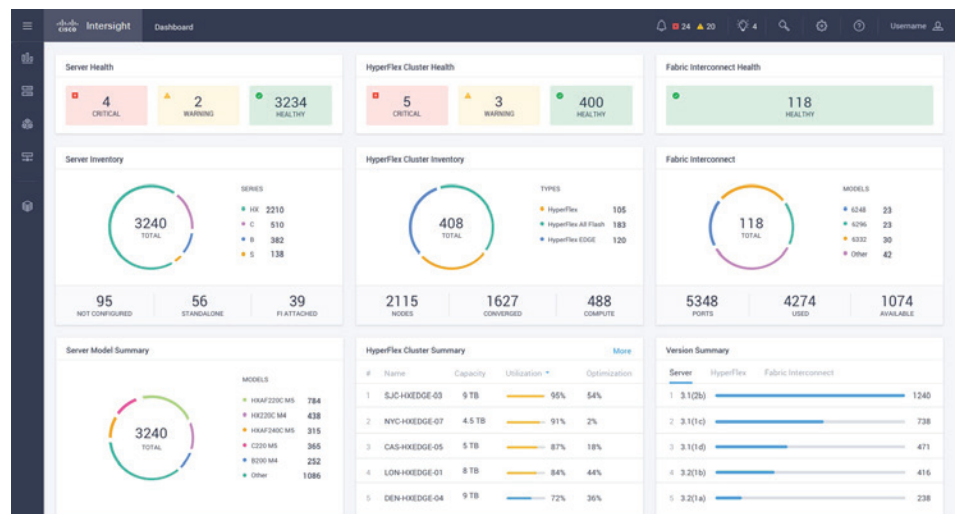 CISCO Intersight Dashboard 24 20 4 Username
Server Health
4 CRITICAL
2 WARNING
3234 HEALTHY
HyperFlex Cluster Health
5 CRITICAL
3 WARNING
400 HEALTHY
Fabric Interconnect Health
118 HEALTHY
Server Inventory
3240
TOTAL
SERIES
HX 2210
C 510
B 382
S 138
95 56 39
NOT CONFIGURED STANDALONE FI ATTACHED
HyperFlex Cluster Inventory
408
TOTAL
TYPES
HyperFlex 105
HyperFlex All Flash 183
HyperFlex EDGE 120
2115 1627 488
NODES CONVERGED COMPUTE
Fabric Interconnect
118
TOTAL
MODELS
6248 23
6296 23
6332 30
Other 42
5348 4274 1074
PORTS USED AVAILABLE
Server Model Summary
3240
TOTAL
MODELS
HXAF220C M5 784
HX220C M4 438
HXAF240C M5 315
C220 M5 365
B200 M4 252
Other 1086
HyperFlex Cluster Summary More
# Name Capacity Utilization Optimization
1 SJC-HXEDGE-03 9 TB 95% 54%
2 NYC-HXEDGE-07 4.5 TB 91% 2%
3 CAS-HXEDGE-05 5 TB 87% 18%
4 LON-HXEDGE-01 8 TB 84% 44%
5 DEN-HXEDGE-04 9 TB 72% 36%
Version Summary
Server HyperFlex Fabric Interconnect
1 3.1(2b) 1240
2 3.1(1c) 738
3 3.1(1d) 471
4 3.2(1b) 416
5 3.2(1a) 238